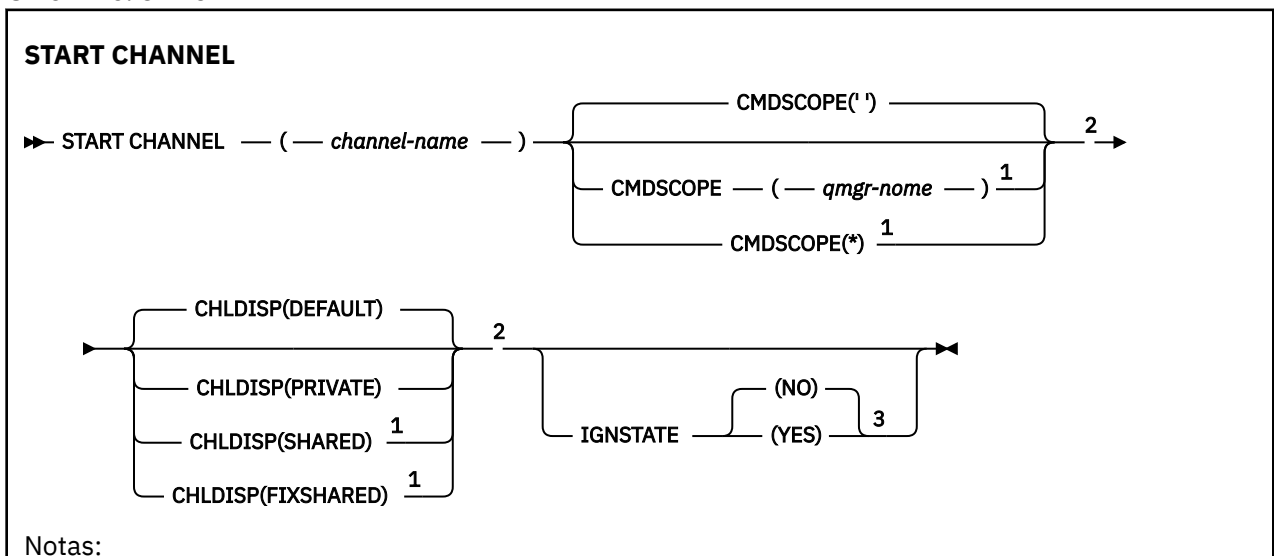 START CHANNEL
CMDSCOPE(' ')
START CHANNEL ( channel-name ) 2
CMDSCOPE ( qmgr-nome ) 1
CMDSCOPE(*) 1
CHLDISP(DEFAULT)
2
CHLDISP(PRIVATE) (NO)
CHLDISP(SHARED) 1 IGNSTATE (YES) 3
CHLDISP(FIXSHARED) 1
Notas: